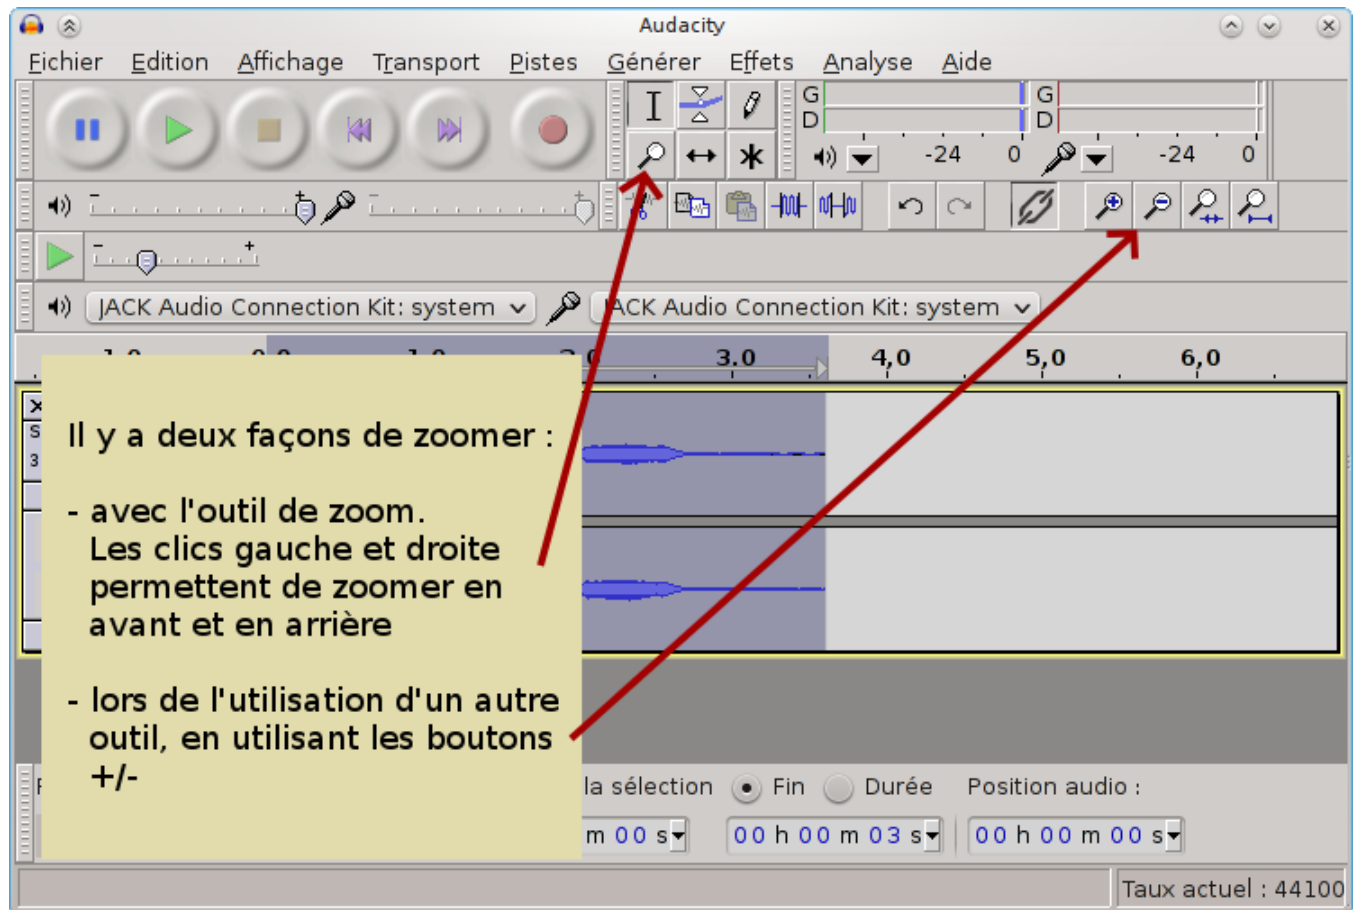 Audacity
Fichier Edition Affichage Transport Pistes Générer Effets Analyse Aide
G G
D D
-24 0 -24 0
- + -
- +
JACK Audio Connection Kit: system JACK Audio Connection Kit: system
3.0 4,0 5,0 6,0
Il y a deux façons de zoomer :
- avec l'outil de zoom.
Les clics gauche et droite
permettent de zoomer en
avant et en arrière
- lors de l'utilisation d'un autre
outil, en utilisant les boutons
+/-
la sélection Fin Durée Position audio :
m 00 s 00 h 00 m 03 s 00 h 00 m 00 s
Taux actuel : 44100